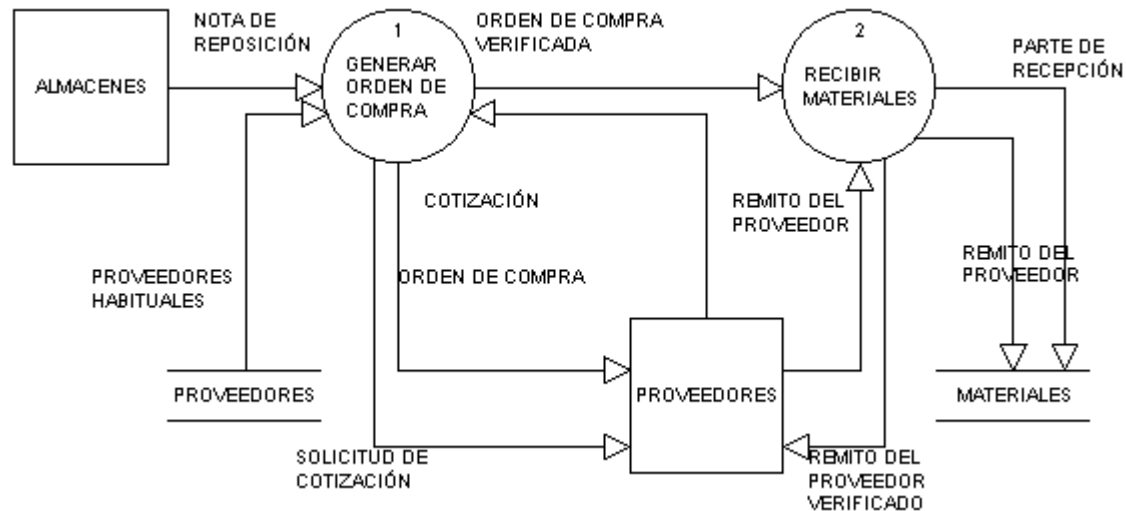 NOTA DE
REPOSICIÓN
ALMACENES
1
GENERAR
ORDEN DE
COMPRA
ORDEN DE COMPRA
VERIFICADA
2
RECIBIR
MATERIALES
PARTE DE
RECEPCIÓN
COTIZACIÓN
REMITO DEL
PROVEEDOR
REMITO DEL
PROVEEDOR
PROVEEDORES
HABITUALES
ORDEN DE COMPRA
PROVEEDORES
PROVEEDORES
MATERIALES
SOLICITUD DE
COTIZACIÓN
REMITO DEL
PROVEEDOR
VERIFICADO